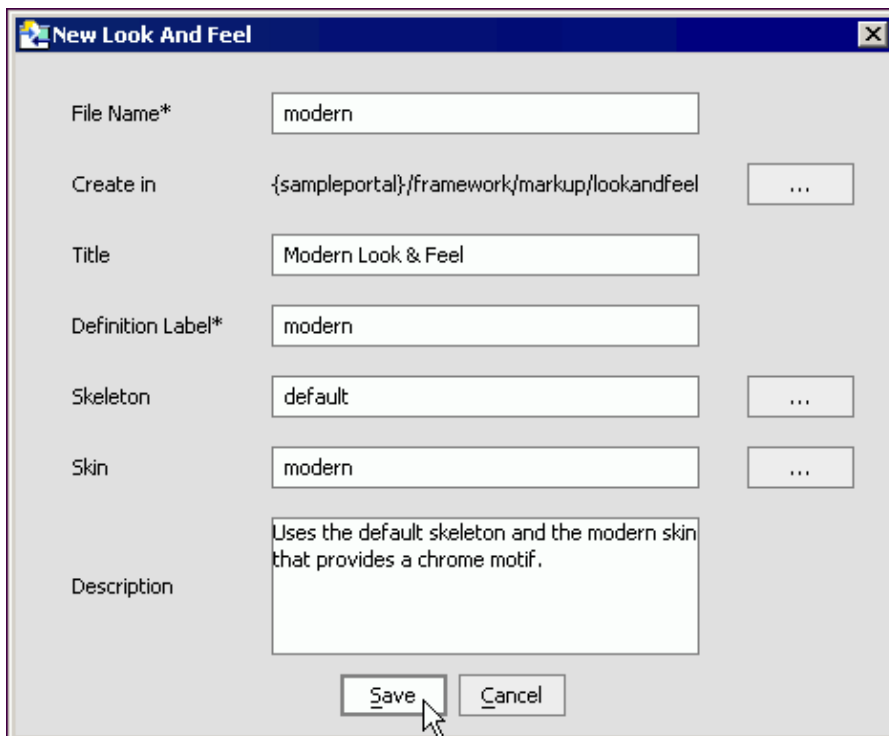 New Look And Feel
File Name* modern
Create in {sampleportal}/framework/markup/lookandfeel ...
Title Modern Look & Feel
Definition Label* modern
Skeleton default ...
Skin modern ...
Description Uses the default skeleton and the modern skin
that provides a chrome motif.
Save Cancel